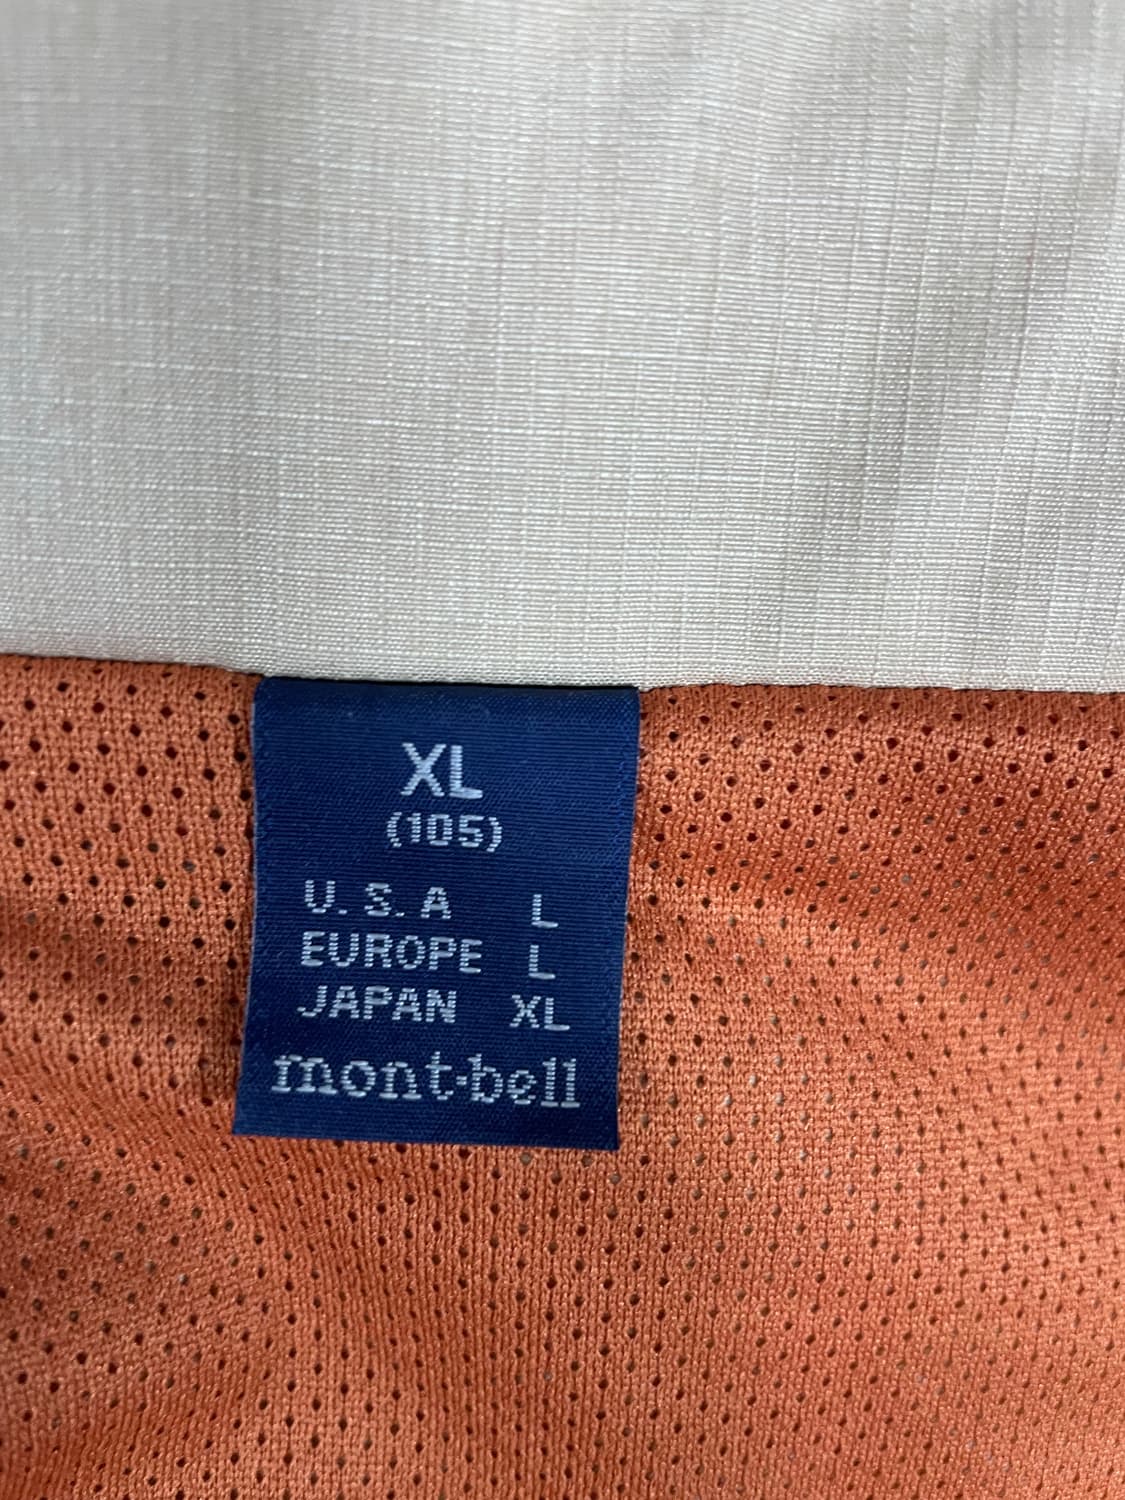 XL
(105)
U.S.A L
EUROPE L
JAPAN XL
mont-bell